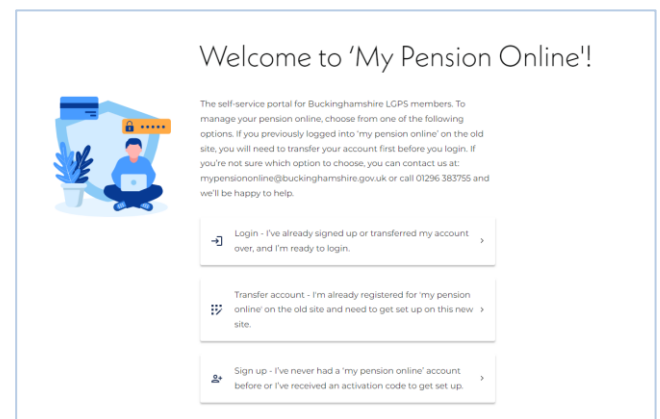 Welcome to ‘My Pension Online'!
The self-service portal for Buckinghamshire LGPS members. To
manage your pension online, choose from one of the following
options. If you previously logged into 'my pension online' on the old
site, you will need to transfer your account first before you login. If
you're not sure which option to choose, you can contact us at:
mypensiononline@buckinghamshire.gov.uk or call 01296 383755 and
we'll be happy to help.
Login - I've already signed up or transferred my account
over, and I'm ready to login.
Transfer account - I'm already registered for 'my pension
online' on the old site and need to get set up on this new
site.
Sign up - I've never had a 'my pension online' account
before or I've received an activation code to get set up.